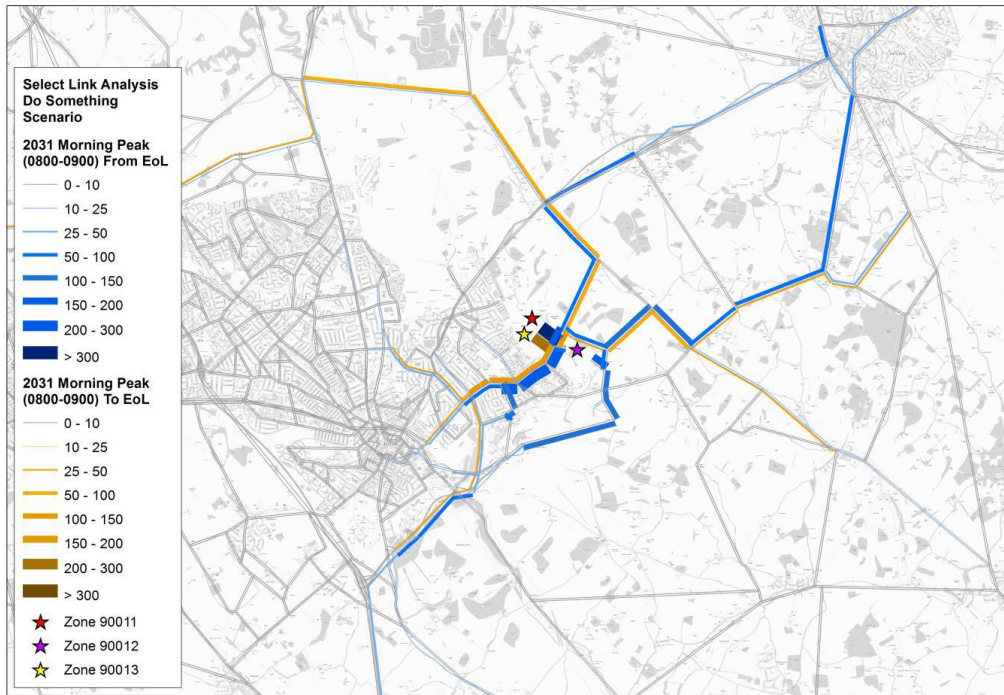 Select Link Analysis
Do Something
Scenario
2031 Morning Peak
(0800-0900) From EoL
0 - 10
10 - 25
25 - 50
50 - 100
100 - 150
150 - 200
200 - 300
> 300
2031 Morning Peak
(0800-0900) To EoL
0 - 10
10 - 25
25 - 50
50 - 100
100 - 150
150 - 200
200 - 300
> 300
Zone 90011
Zone 90012
Zone 90013